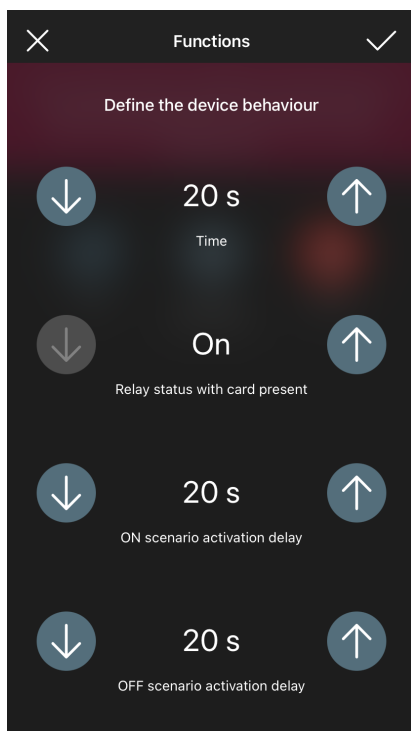 Functions
Define the device behaviour
20 s
Time
On
Relay status with card present
20 s
ON scenario activation delay
20 s
OFF scenario activation delay